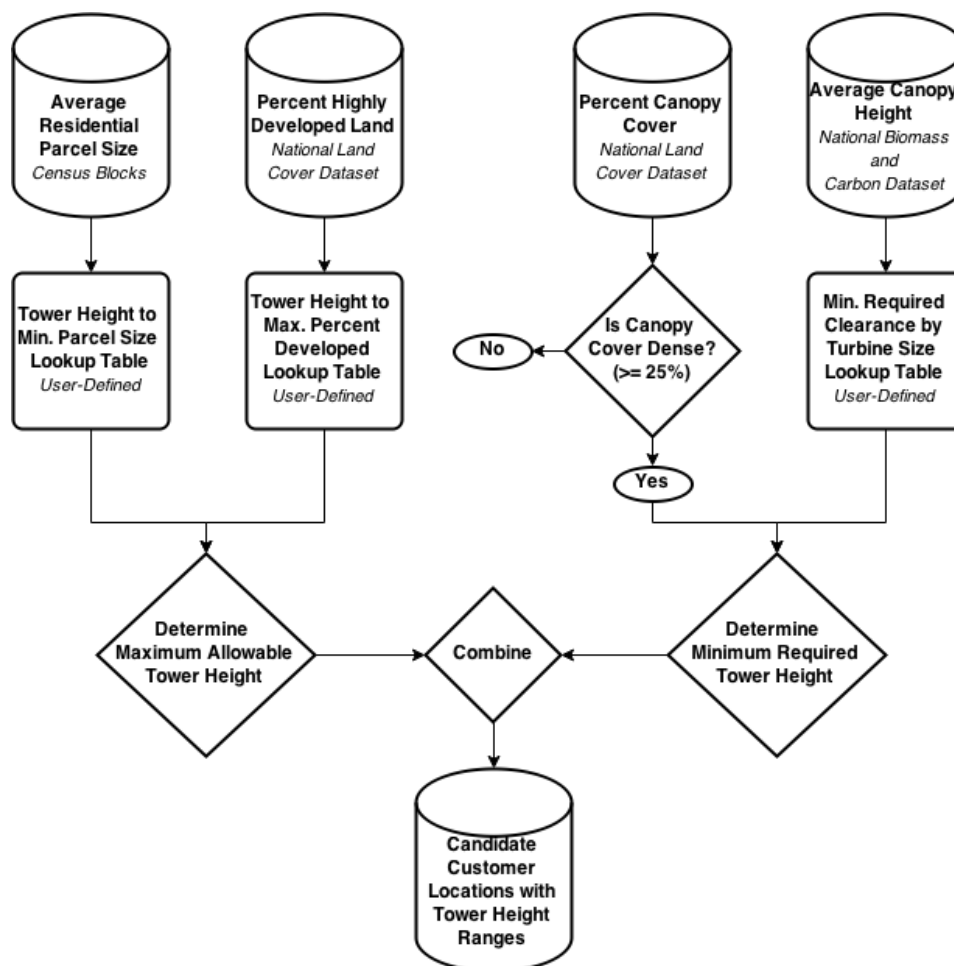 Average
Residential
Parcel Size
Census Blocks
Percent Highly
Developed Land
National Land
Cover Dataset
Percent Canopy
Cover
National Land
Cover Dataset
Average Canopy
Height
National Biomass
and
Carbon Dataset
Tower Height to
Min. Parcel Size
Lookup Table
User-Defined
Tower Height to
Max. Percent
Developed
Lookup Table
User-Defined
No
Is Canopy
Cover Dense?
(>= 25%)
Min. Required
Clearance by
Turbine Size
Lookup Table
User-Defined
Yes
Determine
Maximum Allowable
Tower Height
Combine
Determine
Minimum Required
Tower Height
Candidate
Customer
Locations with
Tower Height
Ranges